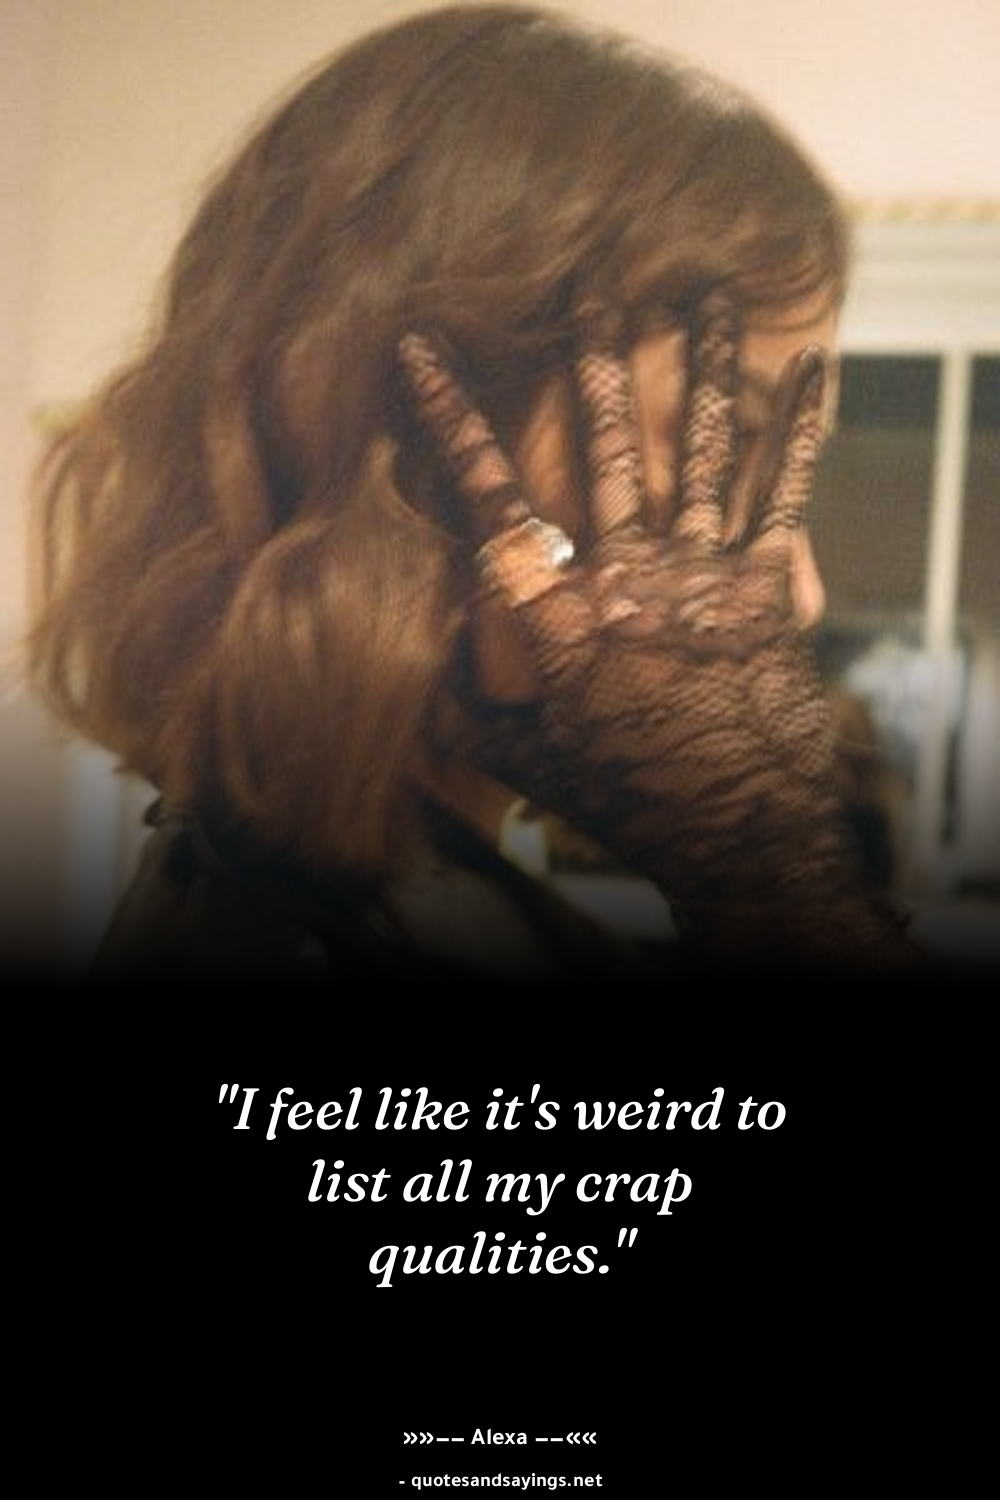 "I feel like it's weird to
list all my crap
qualities."
»»–– Alexa ––««
- quotesandsayings.net